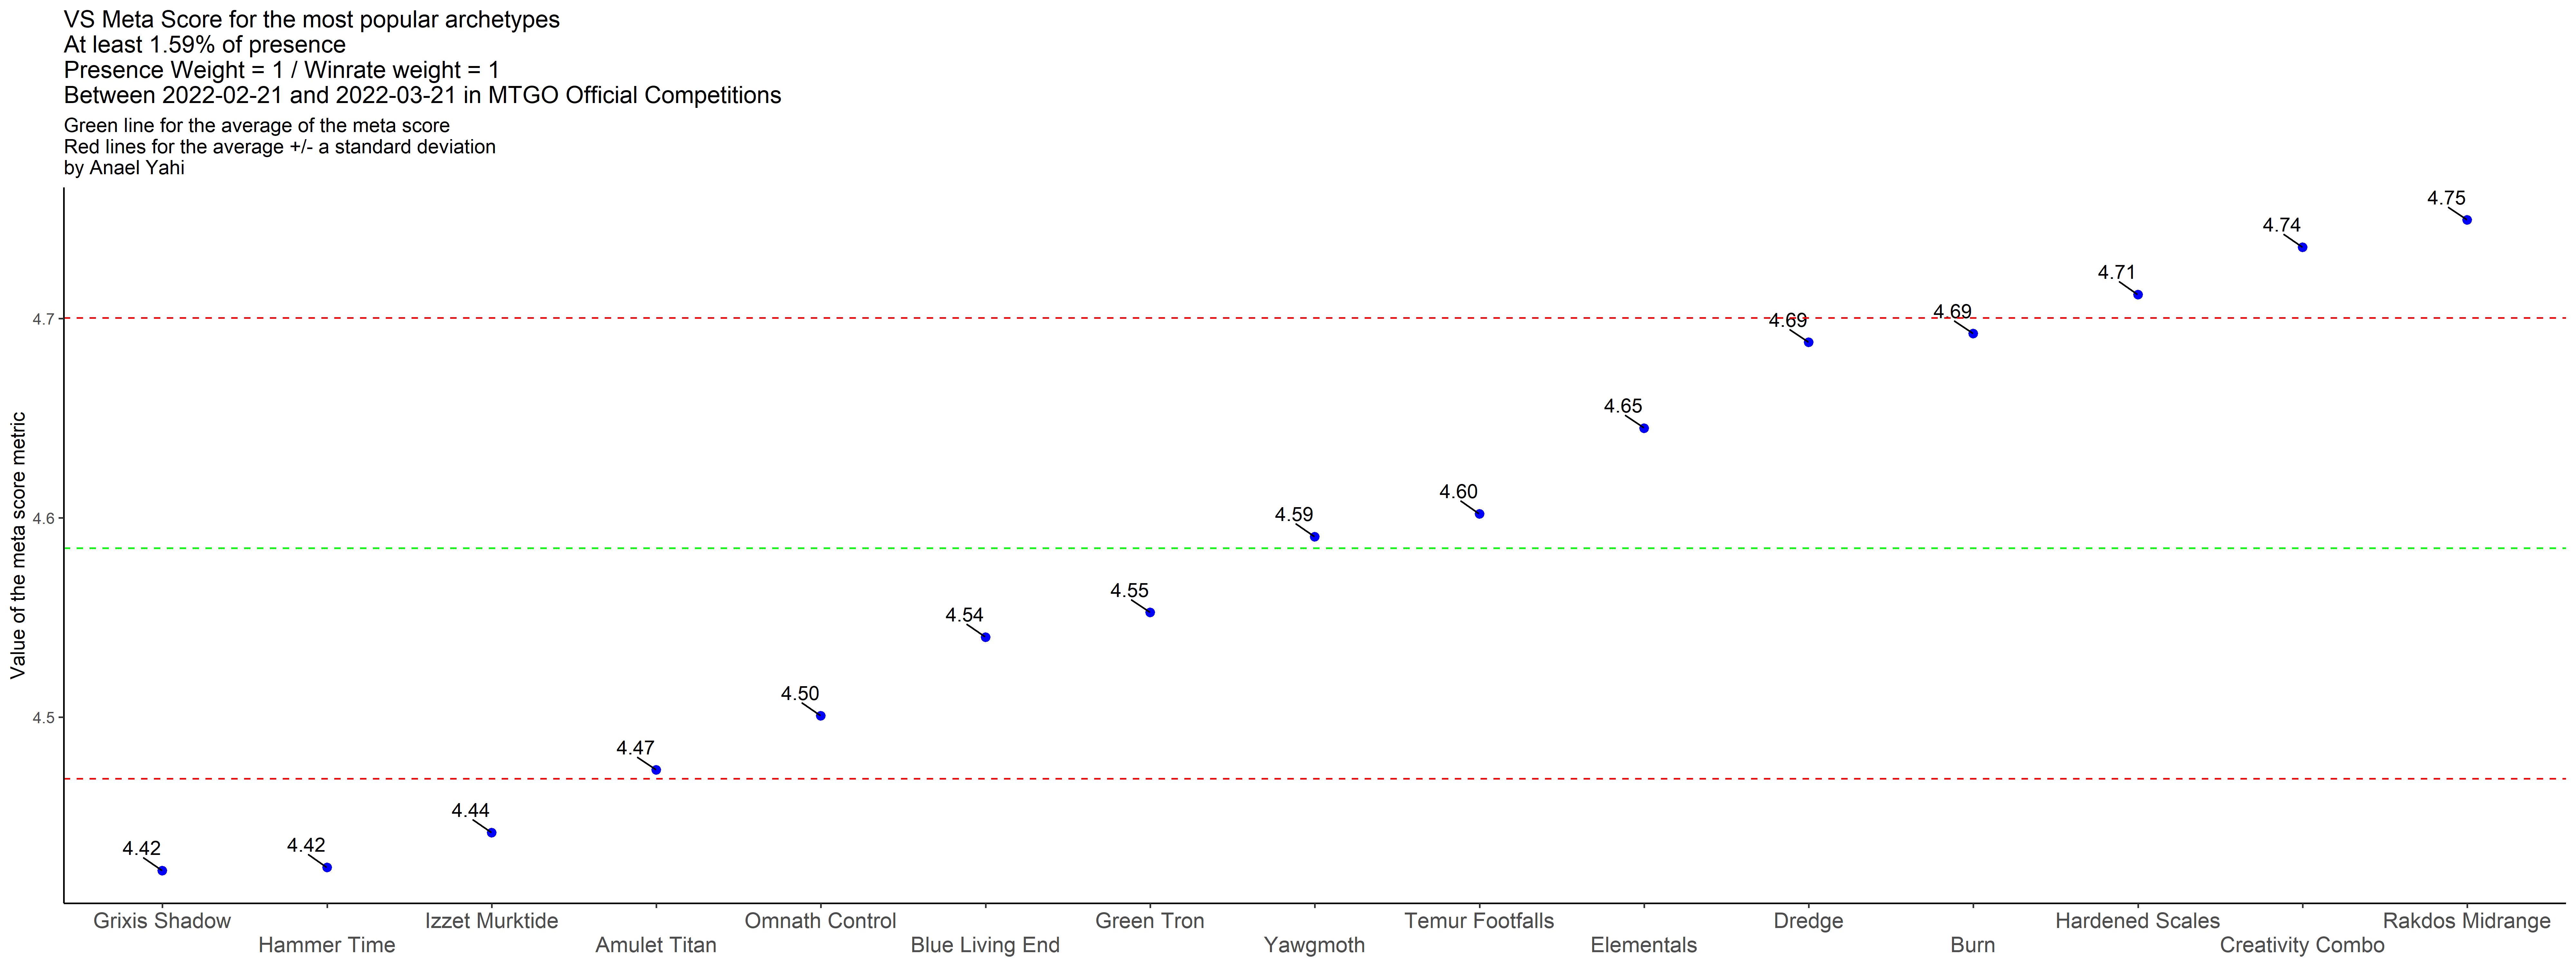 VS Meta Score for the most popular archetypes
At least 1.59% of presence
Presence Weight = 1 / Winrate weight = 1
Between 2022-02-21 and 2022-03-21 in MTGO Official Competitions
Green line for the average of the meta score
Red lines for the average +/- a standard deviation
by Anael Yahi
Value of the meta score metric
4.7
4.6
4.5
4.42
4.42
4.44
4.47
4.50
4.54
4.55
4.59
4.60
4.65
4.69
4.69
4.71
4.74
4.75
Grixis Shadow
Hammer Time
Izzet Murktide
Amulet Titan
Omnath Control
Blue Living End
Green Tron
Yawgmoth
Temur Footfalls
Elementals
Dredge
Burn
Hardened Scales
Creativity Combo
Rakdos Midrange